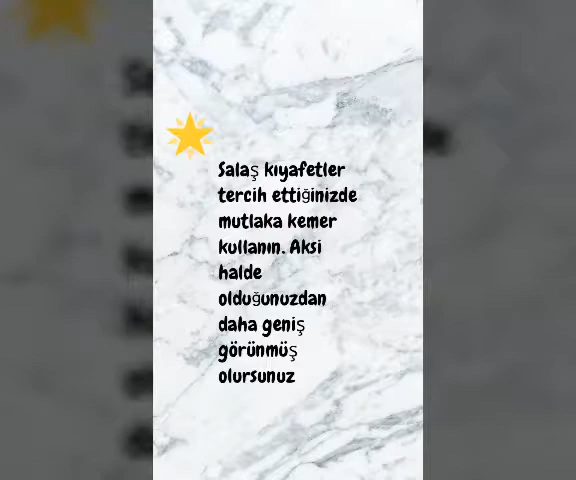 Salaş kıyafetler
tercih ettiğinizde
mutlaka kemer
kullanın. Aksi
halde
olduğunuzdan
daha geniş
görünmüş
olursunuz